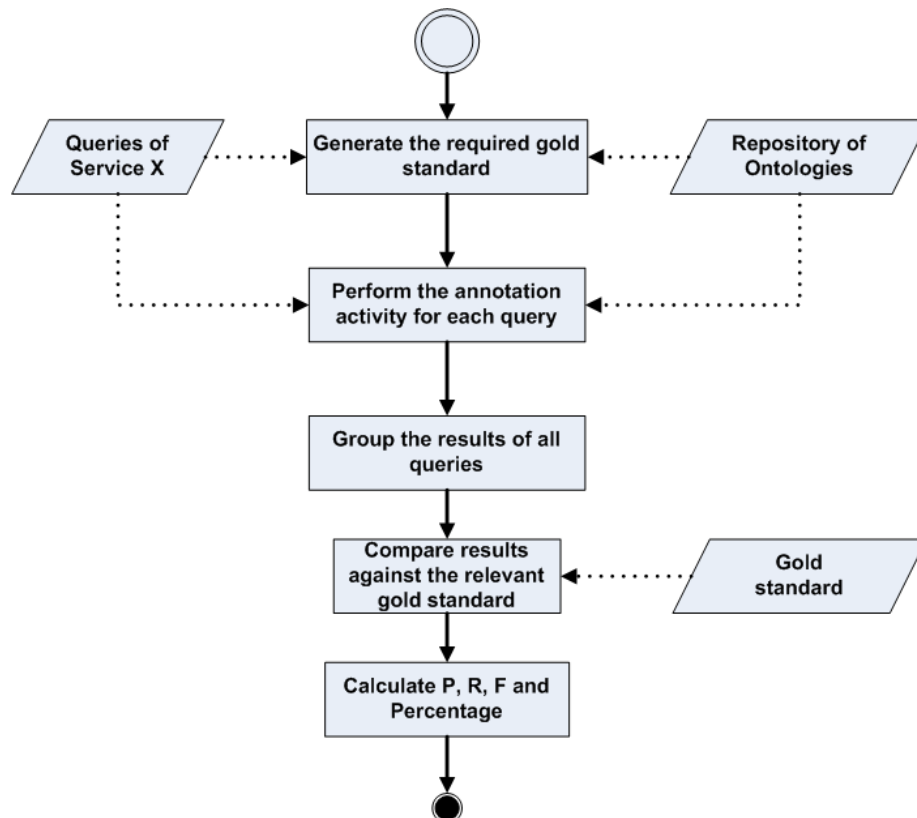 Queries of
Service X
Generate the required gold
standard
Repository of
Ontologies
Perform the annotation
activity for each query
Group the results of all
queries
Compare results
against the relevant
gold standard
Gold
standard
Calculate P, R, F and
Percentage